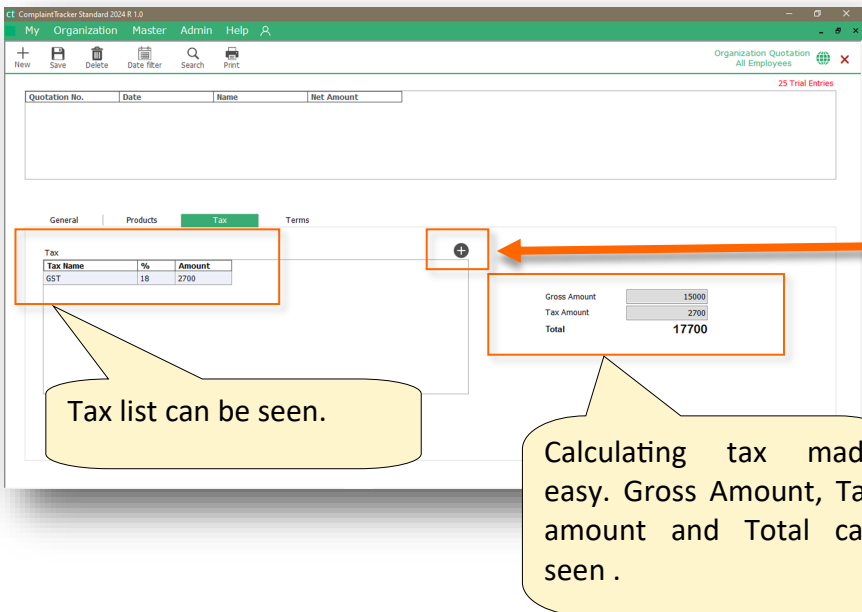 ct ComplaintTracker Standard 2024 R 1.0
My Organization Master Admin Help
New Save Delete Date filter Search Print
Organization Quotation
All Employees
25 Trial Entries
Quotation No. Date Name Net Amount
General Products Tax Terms
Tax
Tax Name % Amount
GST 18 2700
Gross Amount 15000
Tax Amount 2700
Total 17700
Tax list can be seen.
Calculating tax mad
easy. Gross Amount, Ta
amount and Total ca
seen .